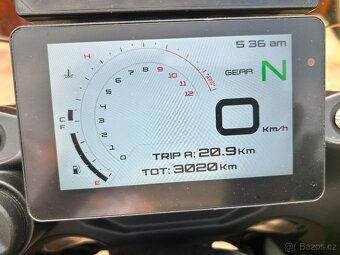 5:36 am
H
GEAR N
7 8 9 10 11 12
6 5 4 3 2 1 0
0 Km/h
C
F
E
TRIP A: 20.9 Km
TOT: 3020 Km
©Bazoš.cz